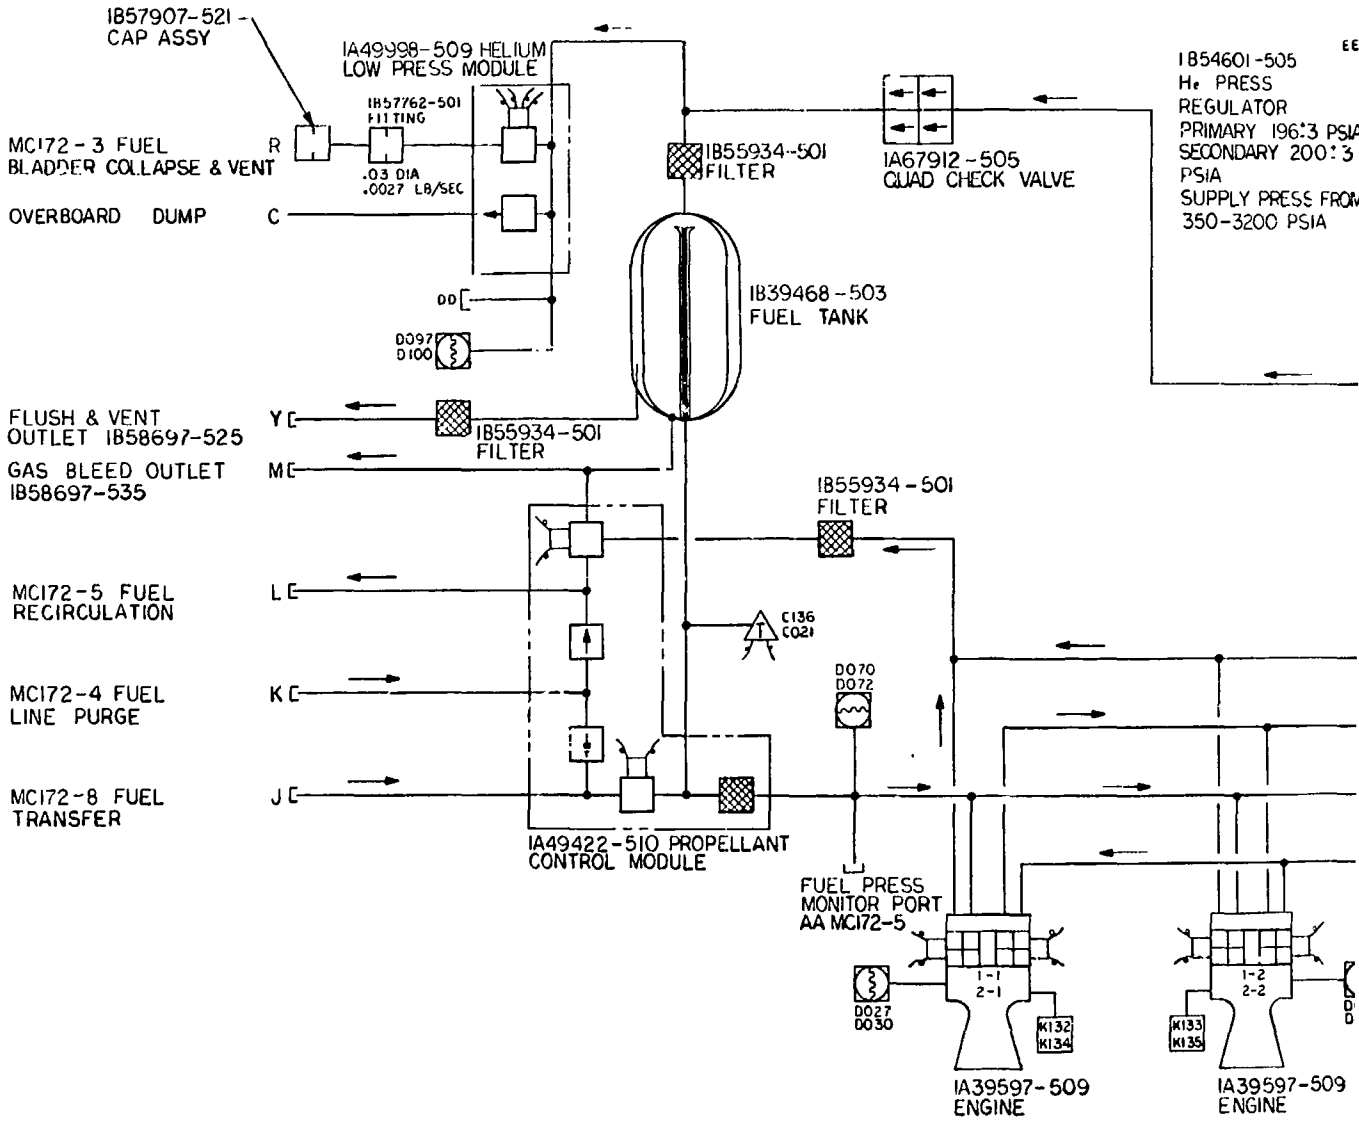 1B57907-521
CAP ASSY
1A49998-509 HELIUM
LOW PRESS MODULE
1B57762-501
FITTING
MC172-3 FUEL
BLADDER COLLAPSE & VENT
R
.03 DIA
.0027 LB/SEC
OVERBOARD DUMP C
DD
D097
D100
1B55934-501
FILTER
1A67912-505
QUAD CHECK VALVE
EE
1B54601-505
He PRESS
REGULATOR
PRIMARY 196±3 PSIA
SECONDARY 200±3
PSIA
SUPPLY PRESS FROM
350-3200 PSIA
1B39468-503
FUEL TANK
FLUSH & VENT
OUTLET 1B58697-525
Y
1B55934-501
FILTER
GAS BLEED OUTLET
1B58697-535
M
1B55934-501
FILTER
MC172-5 FUEL
RECIRCULATION
L
T
C136
C021
MC172-4 FUEL
LINE PURGE
K
D070
D072
MC172-8 FUEL
TRANSFER
J
1A49422-510 PROPELLANT
CONTROL MODULE
FUEL PRESS
MONITOR PORT
AA MC172-5
1-1
2-1
D027
D030
K132
K134
1A39597-509
ENGINE
1-2
2-2
K133
K135
D
D
1A39597-509
ENGINE